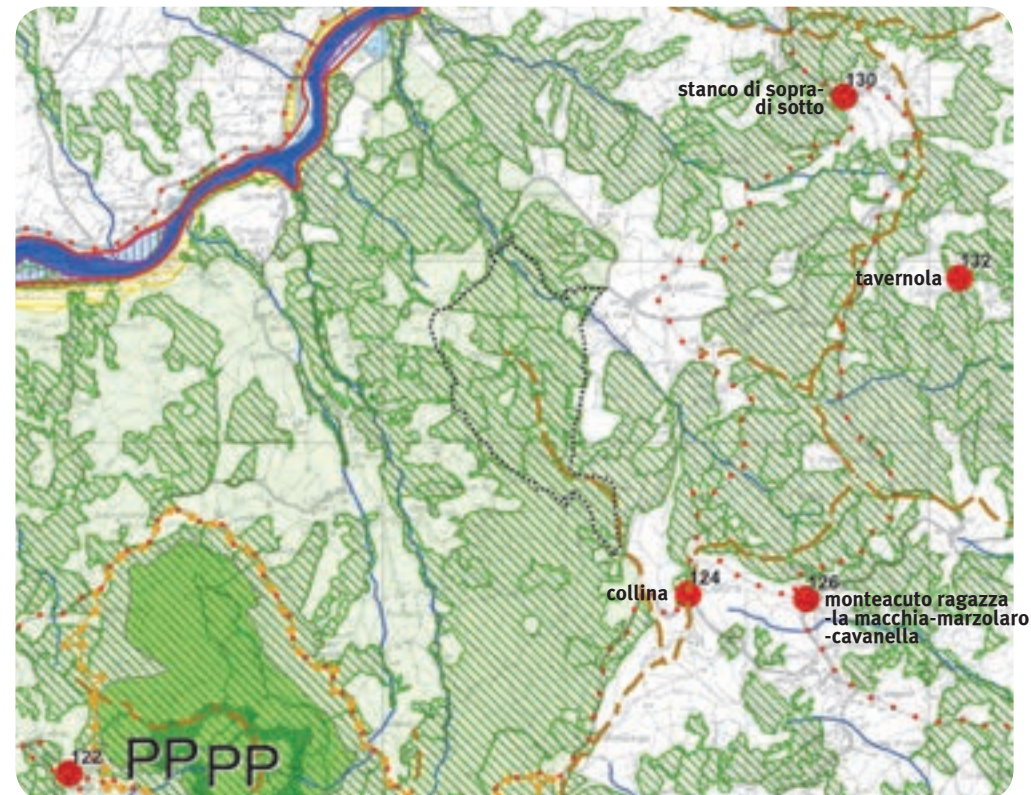 130
stanco di sopra-
di sotto
132
tavernola
124
collina
126
monteacuto ragazza
-la macchia-marzolaro
-cavanella
122
PP PP